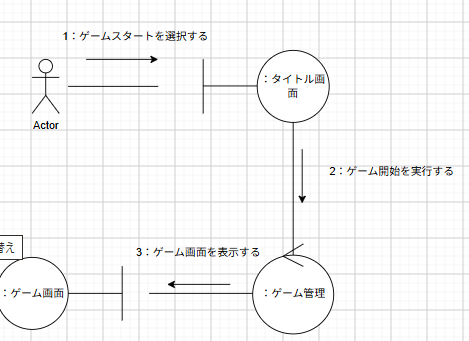 1：ゲームスタートを選択する
：タイトル画
面
Actor
2：ゲーム開始を実行する
替え
3：ゲーム画面を表示する
：ゲーム画面
：ゲーム管理